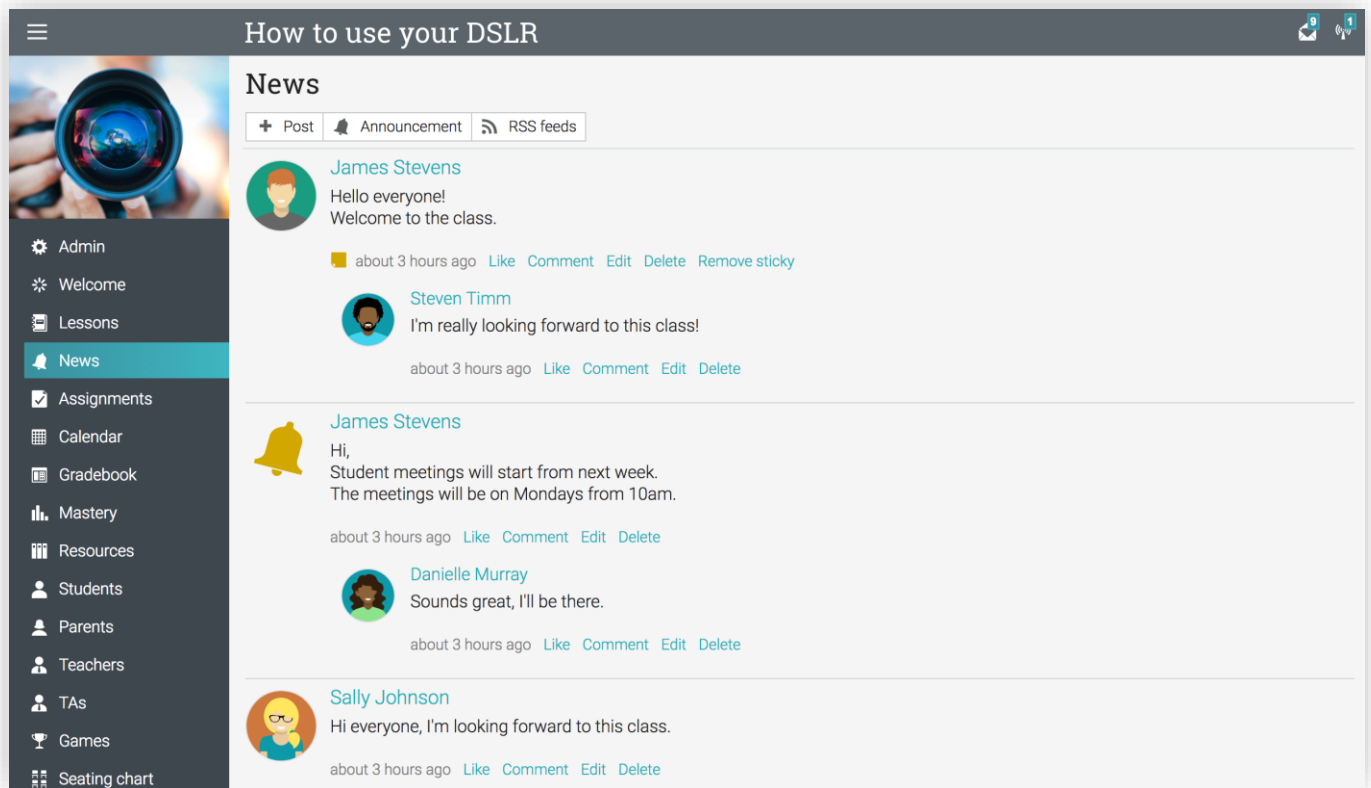 How to use your DSLR
9
1
Admin
Welcome
Lessons
News
Assignments
Calendar
Gradebook
Mastery
Resources
Students
Parents
Teachers
TAs
Games
Seating chart
News
Post Announcement RSS feeds
James Stevens
Hello everyone!
Welcome to the class.
about 3 hours ago Like Comment Edit Delete Remove sticky
Steven Timm
I'm really looking forward to this class!
about 3 hours ago Like Comment Edit Delete
James Stevens
Hi,
Student meetings will start from next week.
The meetings will be on Mondays from 10am.
about 3 hours ago Like Comment Edit Delete
Danielle Murray
Sounds great, I'll be there.
about 3 hours ago Like Comment Edit Delete
Sally Johnson
Hi everyone, I'm looking forward to this class.
about 3 hours ago Like Comment Edit Delete